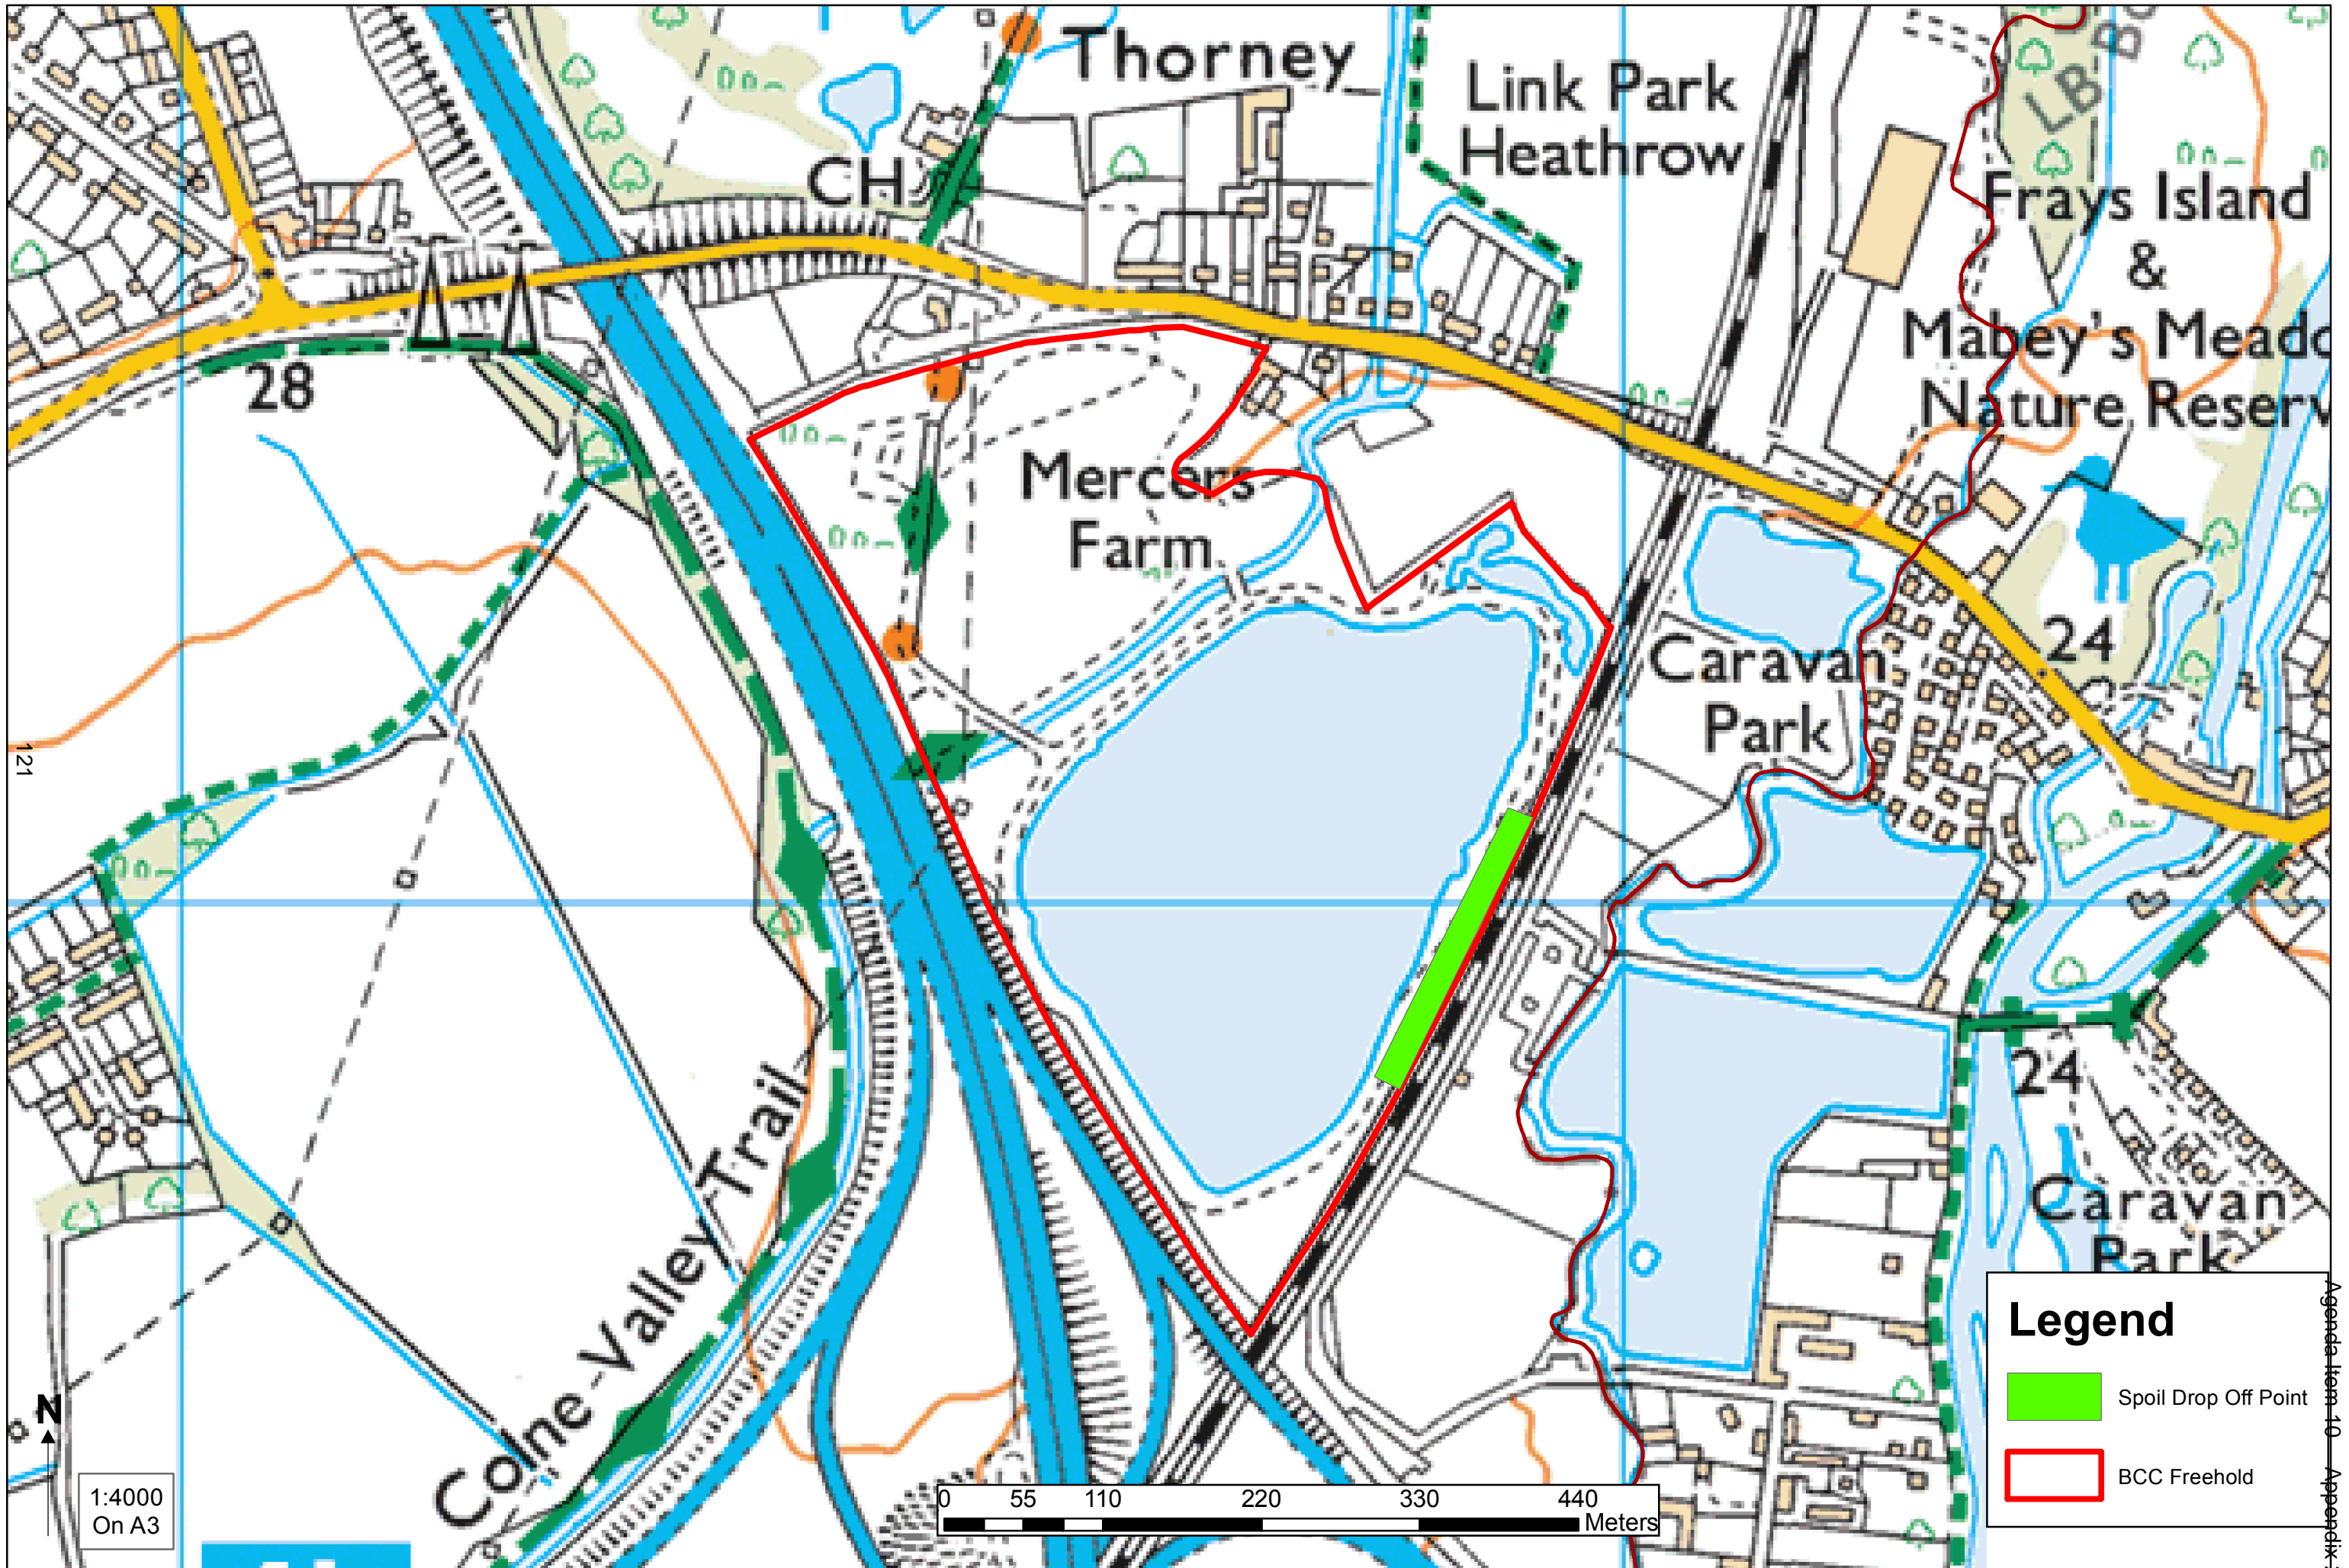 Thorney
Link Park
Heathrow
LB
CH
Frays Island
&
Mabey's Meado
Nature Reserv
28
Mercers
Farm
24
Caravan
Park
121
24
Colne Valley Trail
Caravan
Park
Legend
Spoil Drop Off Point
BCC Freehold
N
1:4000
On A3
0 55 110 220 330 440
Meters
Agenda Item 10
Appendix